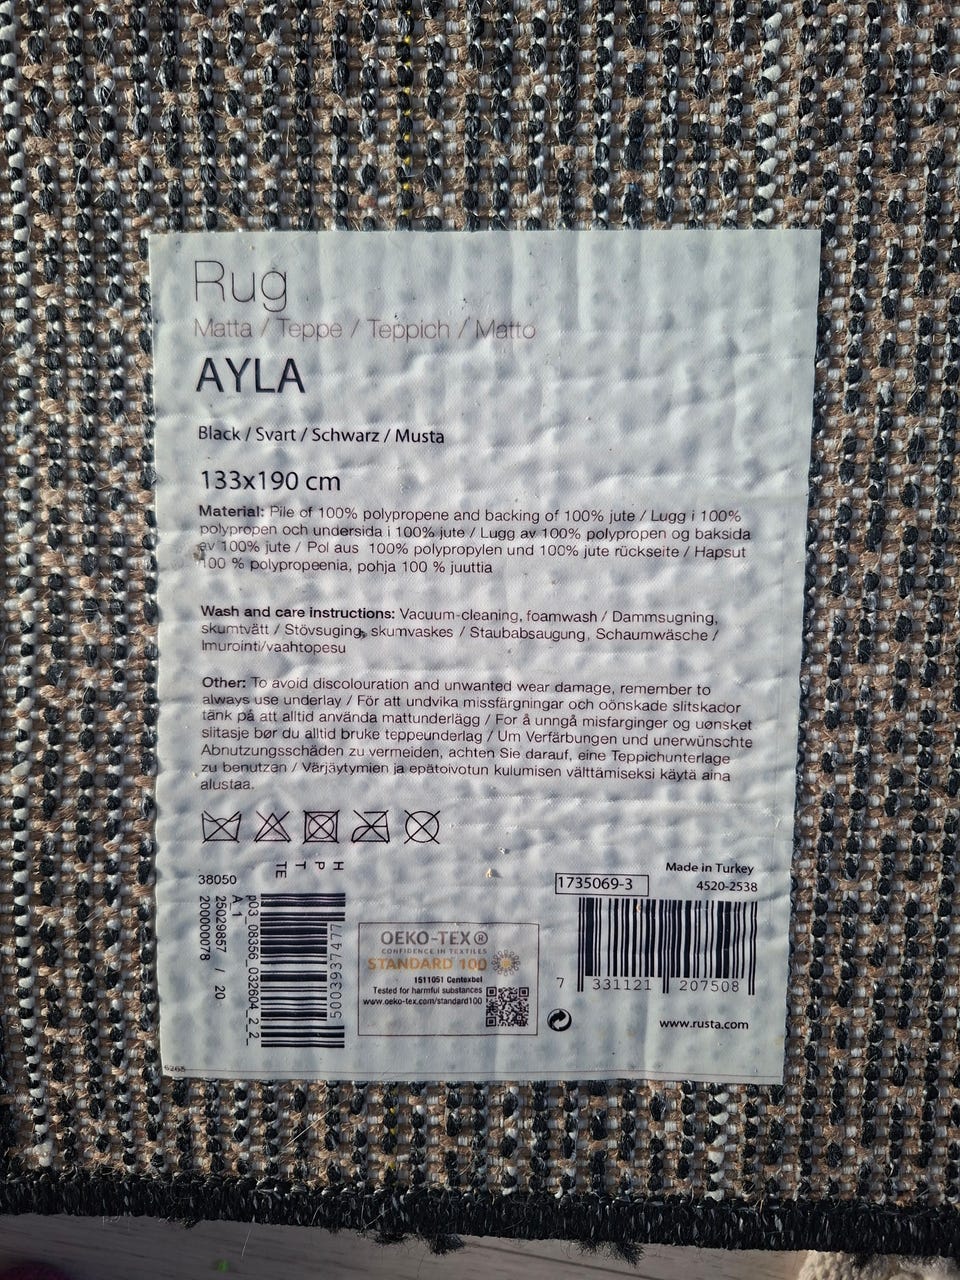 Rug
Matta / Teppe / Teppich / Matto
AYLA
Black / Svart / Schwarz / Musta
133x190 cm
Material: Pile of 100% polypropene and backing of 100% jute / Lugg i 100%
polypropen och undersida i 100% jute / Lugg av 100% polypropen og baksida
av 100% jute / Pol aus 100% polypropylen und 100% jute rückseite / Hapsut
100 % polypropeenia, pohja 100 % juuttia
Wash and care instructions: Vacuum-cleaning, foamwash / Dammsugning,
skumtvätt / Stövsuging, skumvaskes / Staubabsaugung, Schaumwäsche /
Imurointi/vaahtopesu
Other: To avoid discolouration and unwanted wear damage, remember to
always use underlay / För att undvika missfärgningar och oönskade slitskador
tänk på att alltid använda mattunderlägg / For å unngå misfarginger og uønsket
slitasje bør du alltid bruke teppeunderlag / Um Verfärbungen und unerwünschte
Abnutzungsschäden zu vermeiden, achten Sie darauf, eine Teppichunterlage
zu benutzen / Värjäytymien ja epätoivotun kulumisen välttämiseksi käytä aina
alustaa.
H
P
T
TE
38050
p03_08356_032604_2_2_
A_1
25029857 / 20
200000078
5003937477
OEKO-TEX®
CONFIDENCE IN TEXTILES
STANDARD 100
1511051 Centexbel
Tested for harmful substances
www.oeko-tex.com/standard100
Made in Turkey
1735069-3
4520-2538
7 331121 207508
www.rusta.com
6265